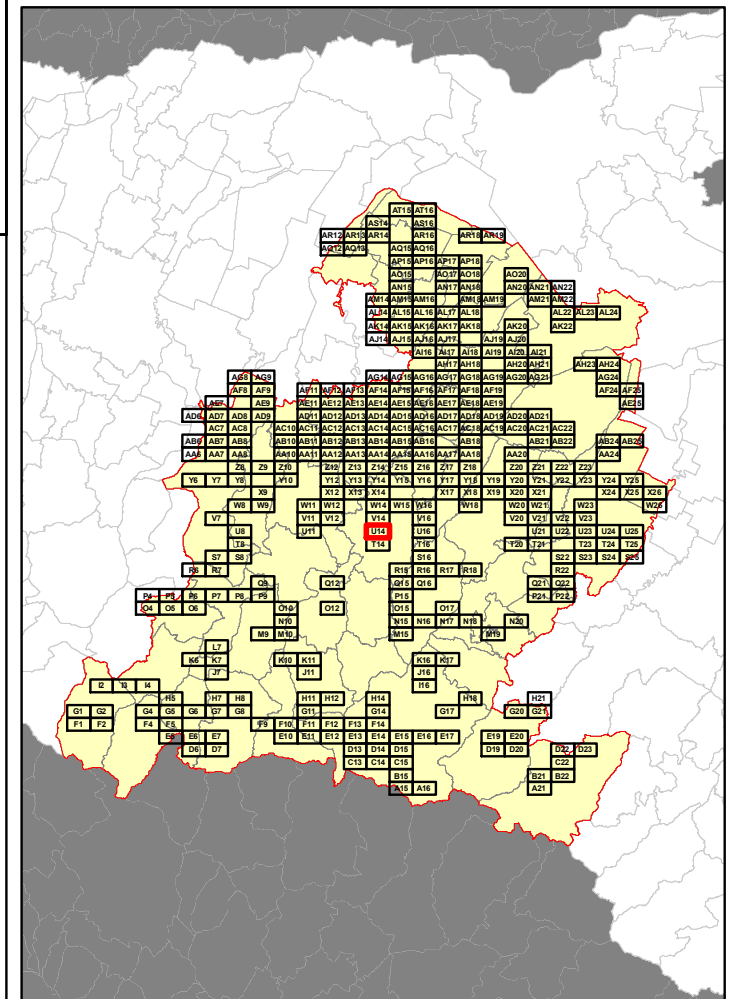 AT15 AT16
AS14 AS16
AR12 AR13 AR14 AR16 AR18 AR19
AQ12 AQ13 AQ15 AQ16
AP15 AP16 AP17 AP18
AO15 AO17 AO18 AO20
AN15 AN17 AN18 AN20 AN21 AN22
AM14 AM15 AM16 AM18 AM19 AM21 AM22
AL14 AL15 AL16 AL17 AL18 AL22 AL23 AL24
AK14 AK15 AK16 AK17 AK18 AK20 AK22
AJ14 AJ15 AJ16 AJ17 AJ19 AJ20
AI16 AI17 AI18 AI19 AI20 AI21
AH17 AH18 AH20 AH21 AH23 AH24
AG8 AG9 AG14 AG15 AG16 AG17 AG18 AG19 AG20 AG21 AG24
AF8 AF9 AF11 AF12 AF13 AF14 AF15 AF16 AF17 AF18 AF19 AF24 AF25
AE7 AE9 AE11 AE12 AE13 AE14 AE15 AE16 AE17 AE18 AE19 AE25
AD6 AD7 AD8 AD9 AD11 AD12 AD13 AD14 AD15 AD16 AD17 AD18 AD19 AD20 AD21
AC7 AC8 AC10 AC11 AC12 AC13 AC14 AC15 AC16 AC17 AC18 AC19 AC20 AC21 AC22
AB6 AB7 AB8 AB10 AB11 AB12 AB13 AB14 AB15 AB16 AB18 AB21 AB22 AB24 AB25
AA6 AA7 AA8 AA10 AA11 AA12 AA13 AA14 AA15 AA16 AA17 AA18 AA20 AA24
Z8 Z9 Z10 Z12 Z13 Z14 Z15 Z16 Z17 Z18 Z20 Z21 Z22 Z23
Y6 Y7 Y8 Y10 Y12 Y13 Y14 Y15 Y16 Y17 Y18 Y19 Y20 Y21 Y22 Y23 Y24 Y25
X9 X12 X13 X14 X17 X18 X19 X20 X21 X24 X25 X26
W8 W9 W11 W12 W14 W15 W16 W18 W20 W21 W23 W26
V7 V11 V12 V14 V16 V20 V21 V22 V23
U8 U11 U14 U16 U21 U22 U23 U24 U25
T8 T14 T16 T20 T21 T23 T24 T25
S7 S8 S16 S22 S23 S24 S25
R6 R7 R15 R16 R17 R18 R22
Q9 Q12 Q15 Q16 Q21 Q22
P4 P5 P6 P7 P8 P9 P15 P21 P22
O4 O5 O6 O10 O12 O15 O17
N10 N15 N16 N17 N18 N20
M9 M10 M15 M19
L7
K6 K7 K10 K11 K16 K17
J7 J11 J16
I2 I3 I4 I16
H5 H7 H8 H11 H12 H14 H18 H21
G1 G2 G4 G5 G6 G7 G8 G11 G14 G17 G20 G21
F1 F2 F4 F5 F9 F10 F11 F12 F13 F14
E5 E6 E7 E10 E11 E12 E13 E14 E15 E16 E17 E19 E20
D6 D7 D13 D14 D15 D19 D20 D22 D23
C13 C14 C15 C22
B15 B21 B22
A15 A16 A21